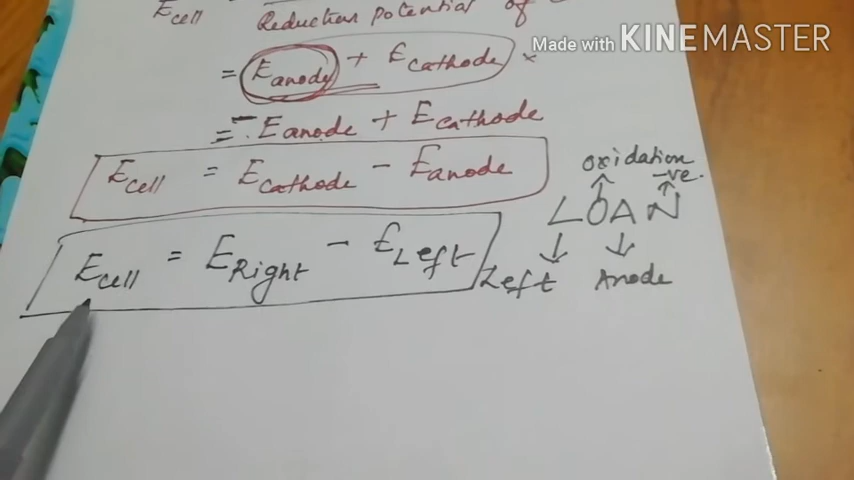 Ecell Reduction Potential of
Made with KINEMASTER
= Eanode + Ecathode ×
= - Eanode + Ecathode
Ecell = Ecathode - Eanode
oxidation
-ve.
LOAN
Ecell = ERight - ELeft
Left Anode